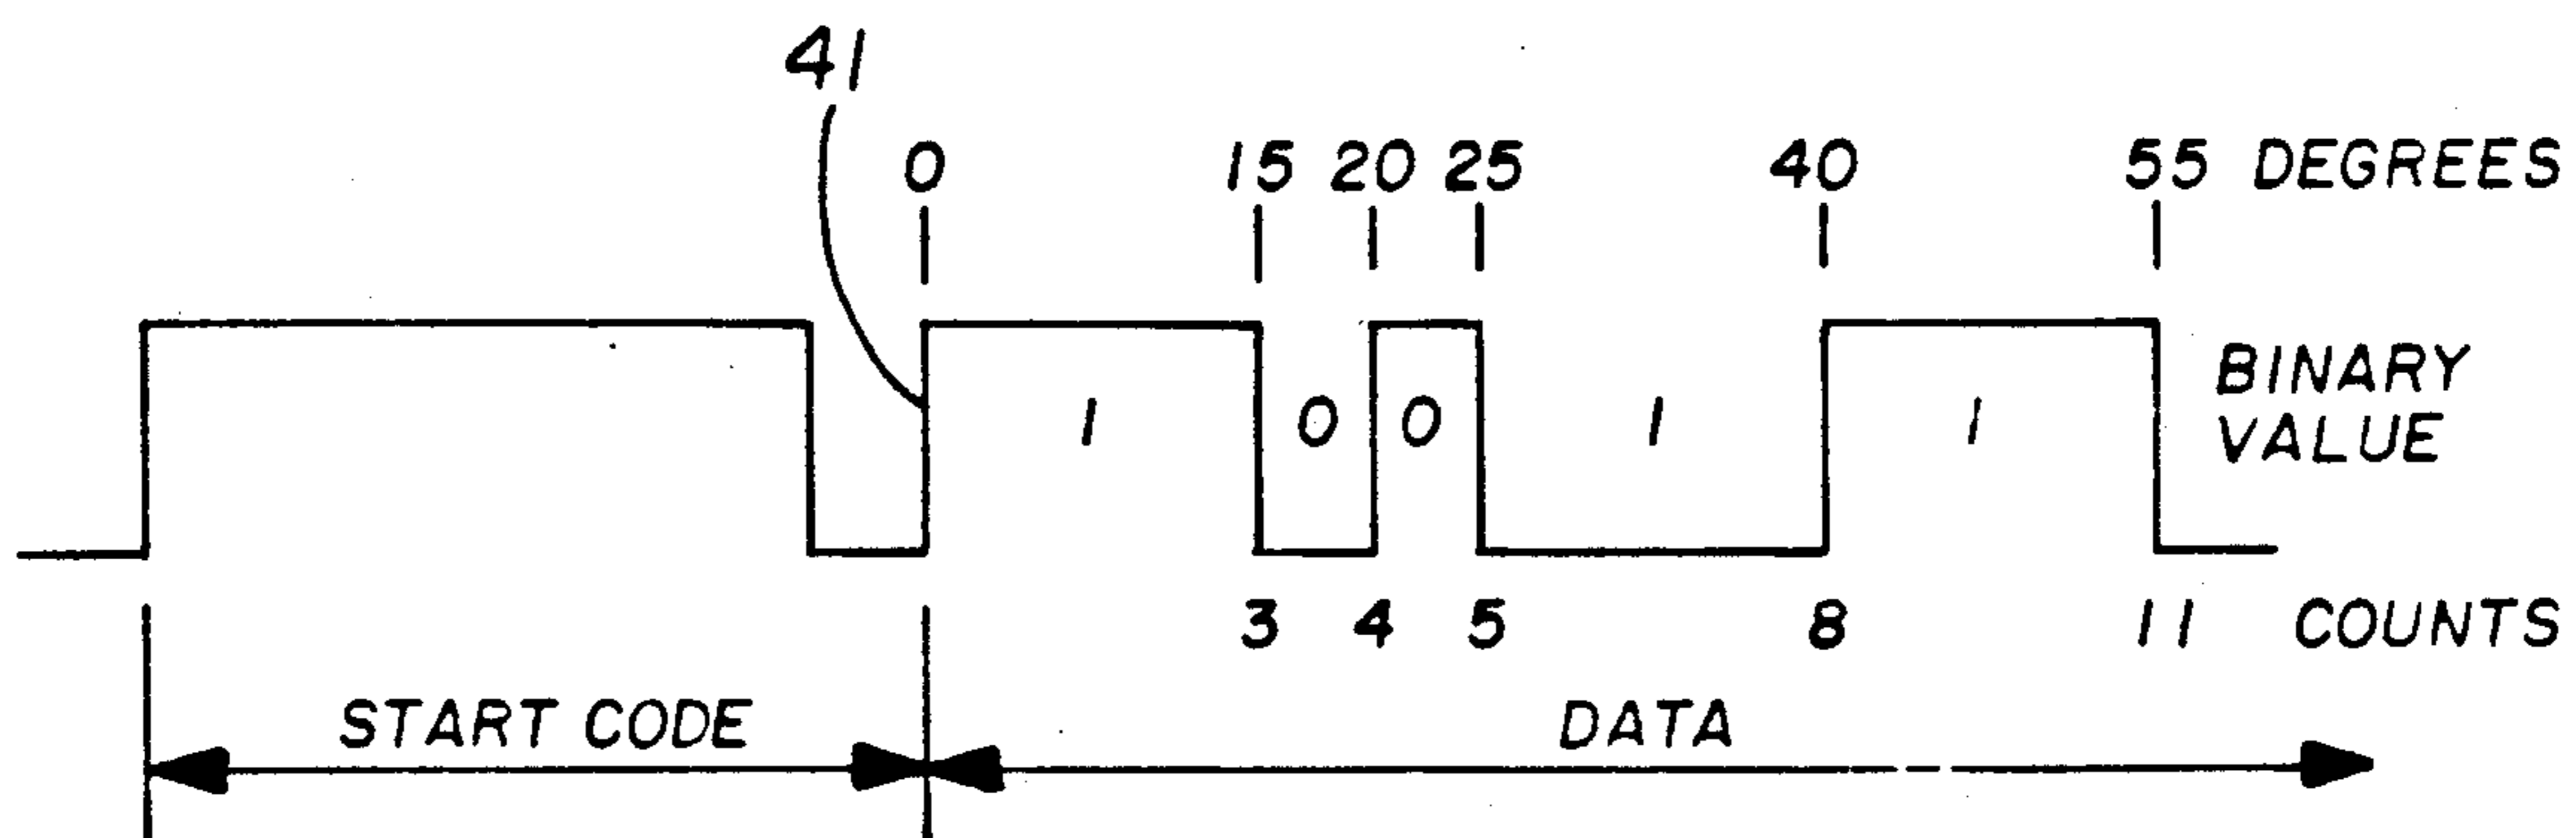 41
0 15 20 25 40 55 DEGREES
1 0 0 1 1 BINARY
VALUE
3 4 5 8 11 COUNTS
START CODE DATA